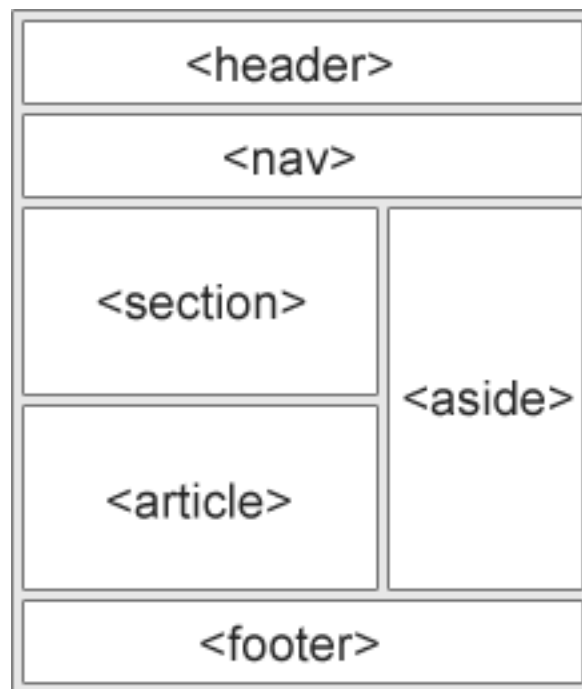 <header>
<nav>
<section>
<aside>
<article>
<footer>